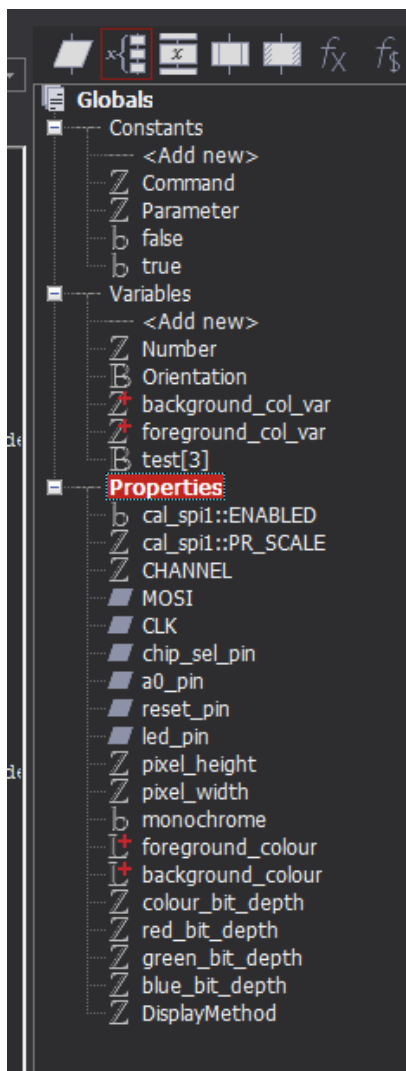 x{ x fx f$
Globals
Constants
<Add new>
Z Command
Z Parameter
b false
b true
Variables
<Add new>
Z Number
B Orientation
Z background_col_var
Z foreground_col_var
B test[3]
Properties
b cal_spi1::ENABLED
Z cal_spi1::PR_SCALE
Z CHANNEL
MOSI
CLK
chip_sel_pin
a0_pin
reset_pin
led_pin
Z pixel_height
Z pixel_width
b monochrome
foreground_colour
background_colour
Z colour_bit_depth
Z red_bit_depth
Z green_bit_depth
Z blue_bit_depth
Z DisplayMethod